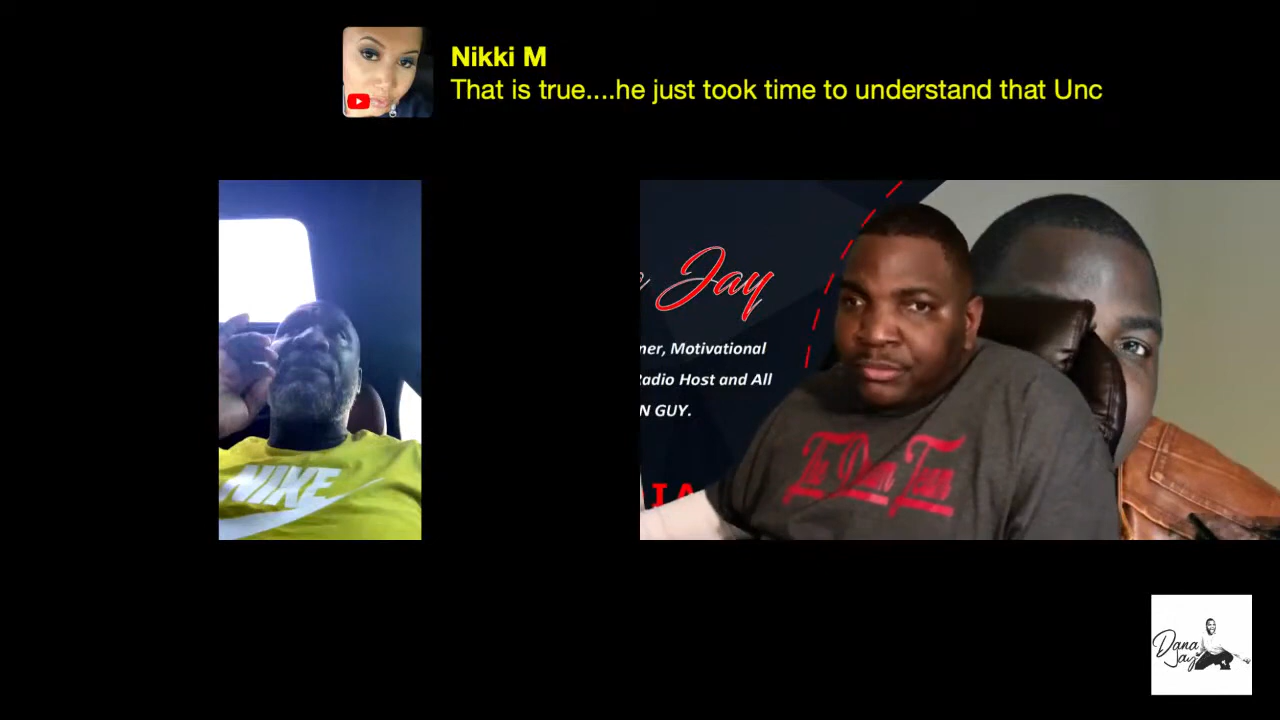 Nikki M
That is true....he just took time to understand that Unc
Jay
ner, Motivational
Radio Host and All
N GUY.
NIKE
Dana
Jay